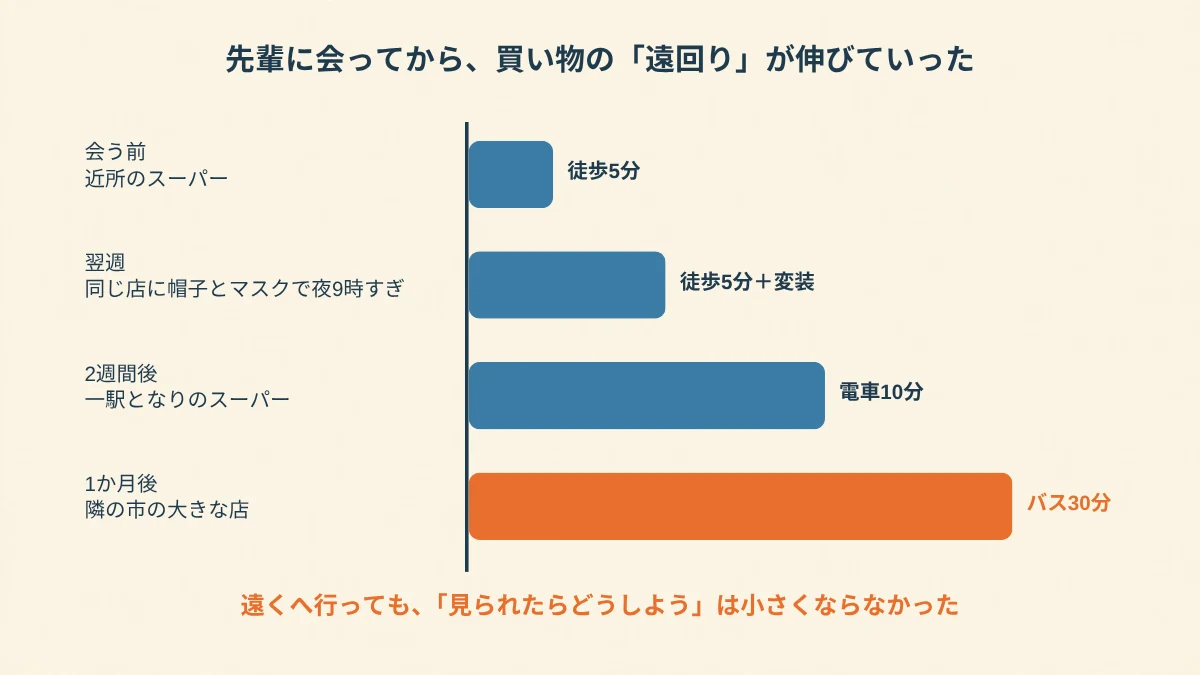 先輩に会ってから、買い物の「遠回り」が伸びていった
会う前
近所のスーパー
徒歩5分
翌週
同じ店に帽子とマスクで夜9時すぎ
徒歩5分＋変装
2週間後
一駅となりのスーパー
電車10分
1か月後
隣の市の大きな店
バス30分
遠くへ行っても、「見られたらどうしよう」は小さくならなかった